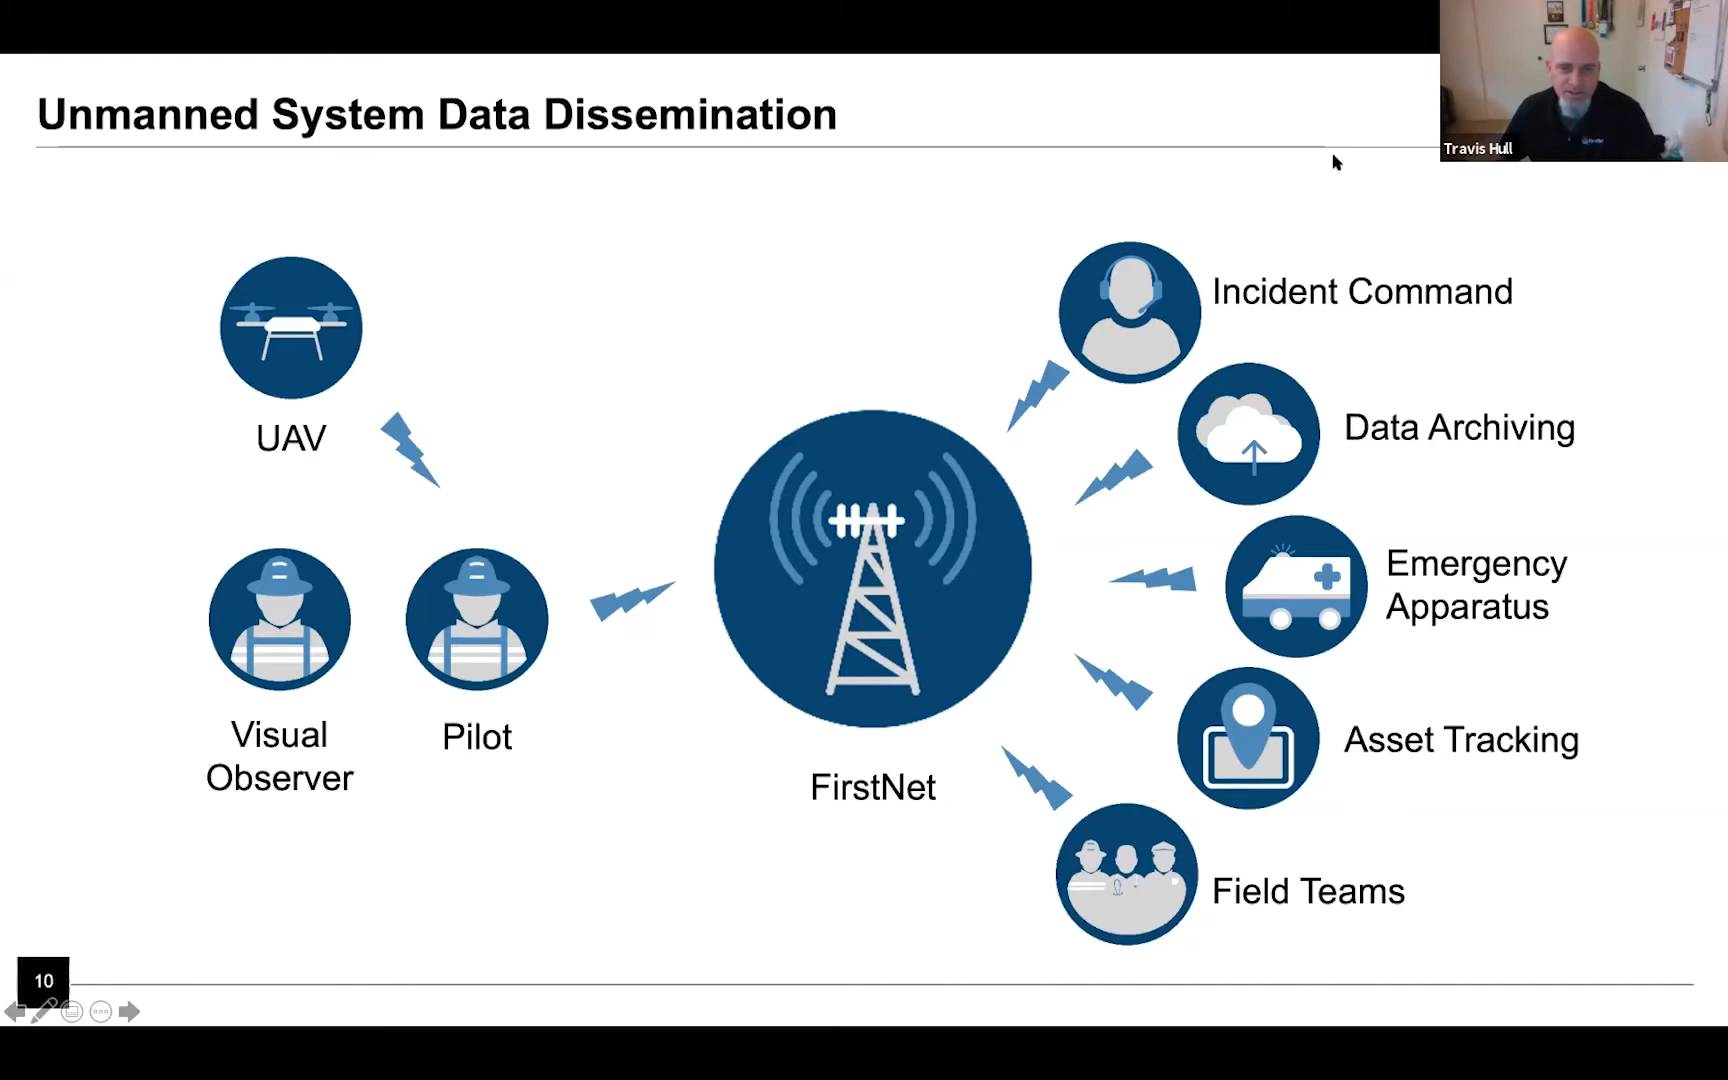 Unmanned System Data Dissemination
Travis Hull
UAV
Visual
Observer
Pilot
FirstNet
Incident Command
Data Archiving
Emergency
Apparatus
Asset Tracking
Field Teams
10